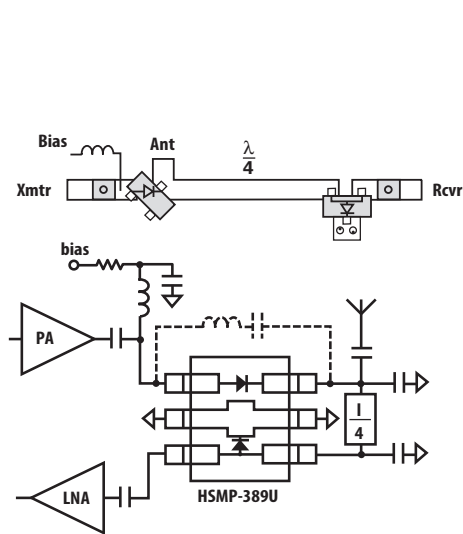 Bias
Ant
λ
4
Xmtr
Rcvr
bias
PA
l
4
LNA
HSMP-389U